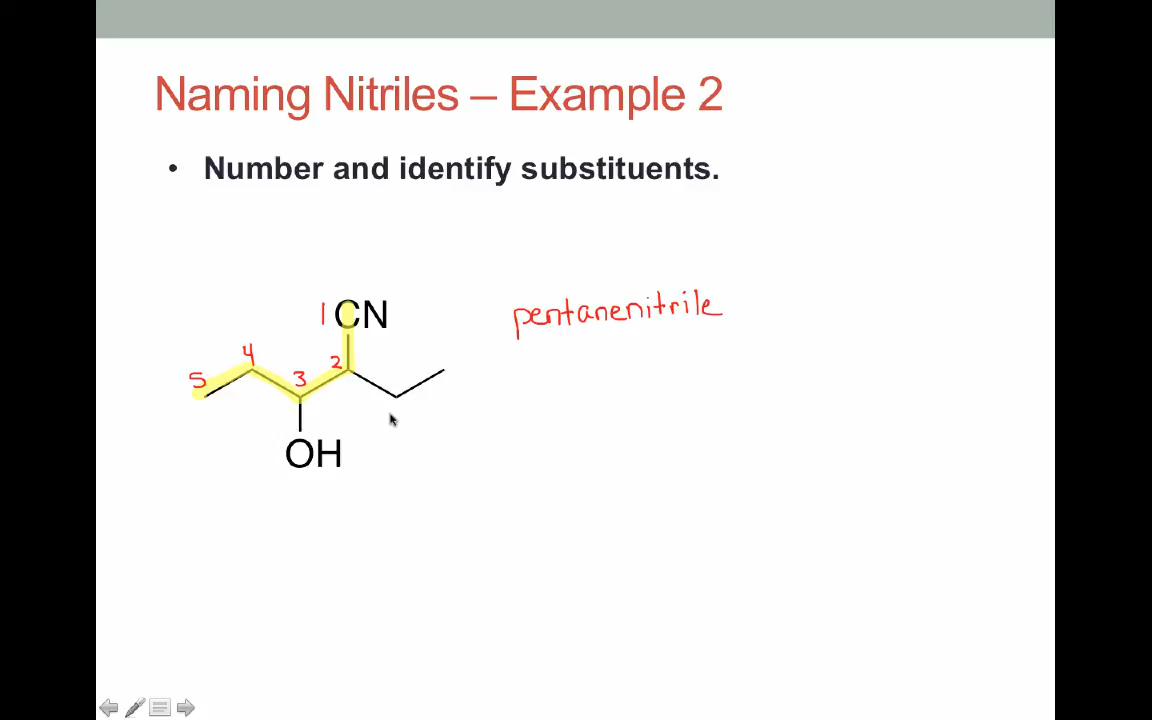 Naming Nitriles – Example 2
• Number and identify substituents.
1 CN pentanenitrile
5 4 3 2
OH